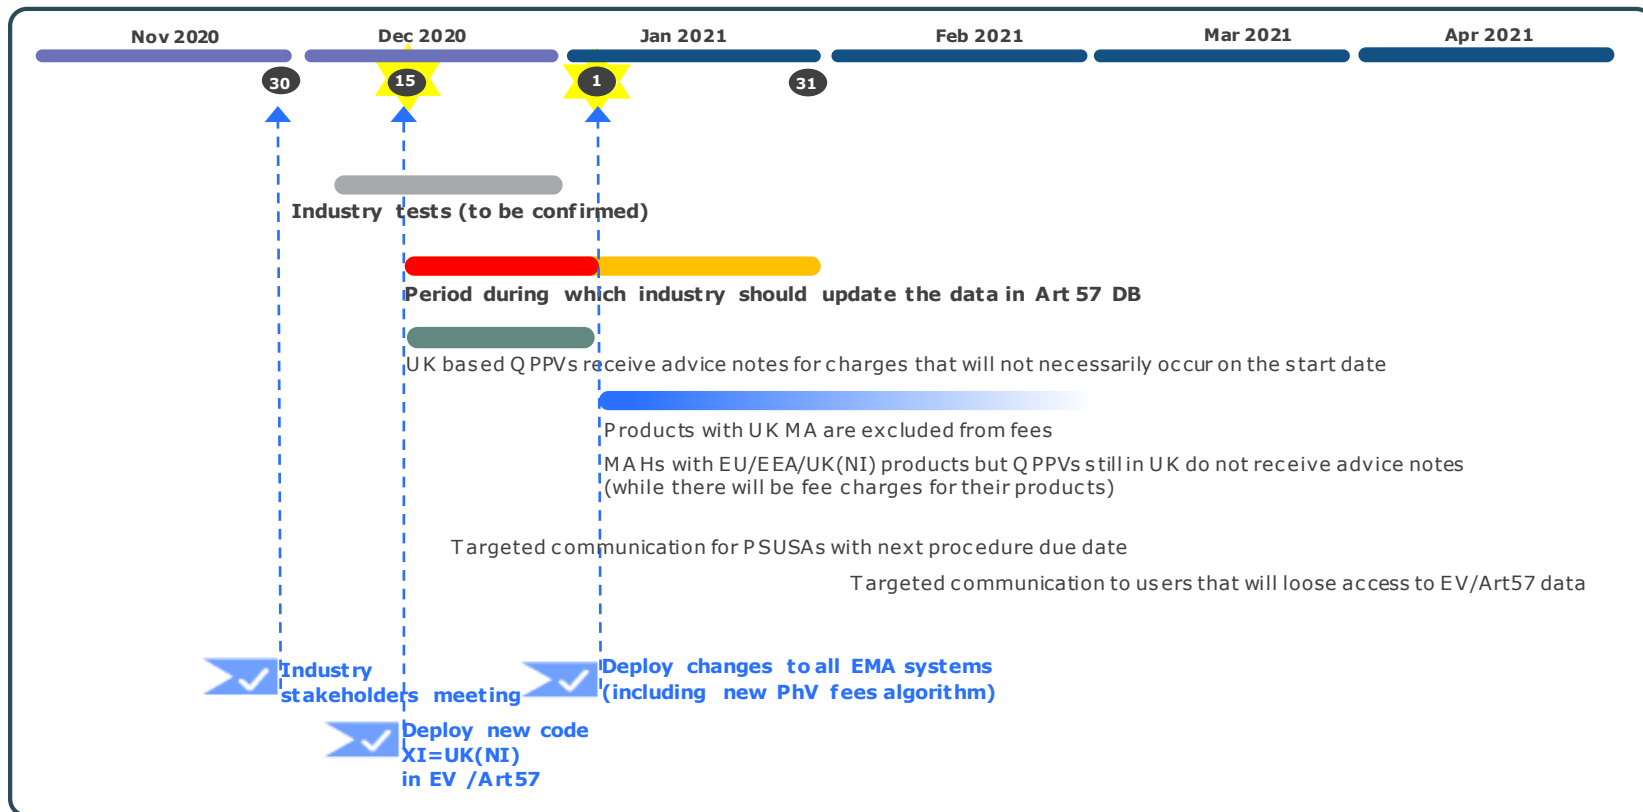 Nov 2020
Dec 2020
Jan 2021
Feb 2021
Mar 2021
Apr 2021
30
15
1
31
Industry tests (to be confirmed)
Period during which industry should update the data in Art 57 DB
UK based QPPVs receive advice notes for charges that will not necessarily occur on the start date
Products with UK MA are excluded from fees
MAHs with EU/EEA/UK(NI) products but QPPVs still in UK do not receive advice notes
(while there will be fee charges for their products)
Targeted communication for PSUSAs with next procedure due date
Targeted communication to users that will loose access to EV/Art57 data
Industry
stakeholders meeting
Deploy changes to all EMA systems
(including new PhV fees algorithm)
Deploy new code
XI=UK(NI)
in EV /Art57